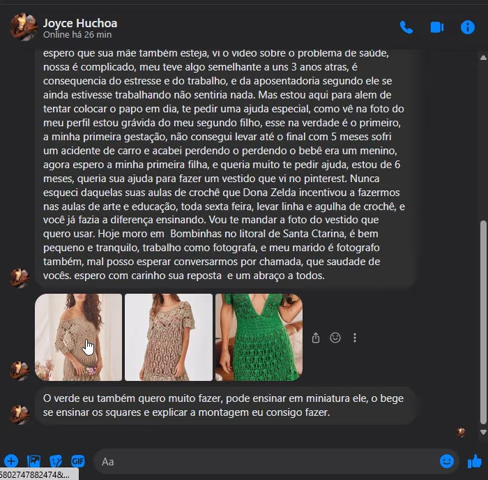 Joyce Huchoa
Online há 26 min
espero que sua mãe também esteja, vi o video sobre o problema de saúde,
nossa é complicado, meu teve algo semelhante a uns 3 anos atras, é
consequencia do estresse e do trabalho, e da aposentadoria segundo ele se
ainda estivesse trabalhando não sentiria nada. Mas estou aqui para alem de
tentar colocar o papo em dia, te pedir uma ajuda especial, como vê na foto do
meu perfil estou grávida do meu segundo filho, esse na verdade é o primeiro,
a minha primeira gestação, não consegui levar até o final com 5 meses sofri
um acidente de carro e acabei perdendo o perdendo o bebê era um menino,
agora espero a minha primeira filha, e queria muito te pedir ajuda, estou de 6
meses, queria sua ajuda para fazer um vestido que vi no pinterest. Nunca
esqueci daquelas suas aulas de crochê que Dona Zelda incentivou a fazermos
nas aulas de arte e educação, toda sexta feira, levar linha e agulha de crochê, e
você já fazia a diferença ensinando. Vou te mandar a foto do vestido que
quero usar. Hoje moro em Bombinhas no litoral de Santa Ctarina, é bem
pequeno e tranquilo, trabalho como fotografa, e meu marido é fotografo
também, mal posso esperar conversarmos por chamada, que saudade de
vocês. espero com carinho sua reposta e um abraço a todos.
O verde eu também quero muito fazer, pode ensinar em miniatura ele, o bege
se ensinar os squares e explicar a montagem eu consigo fazer.
GIF
Aa
5802747882474&...